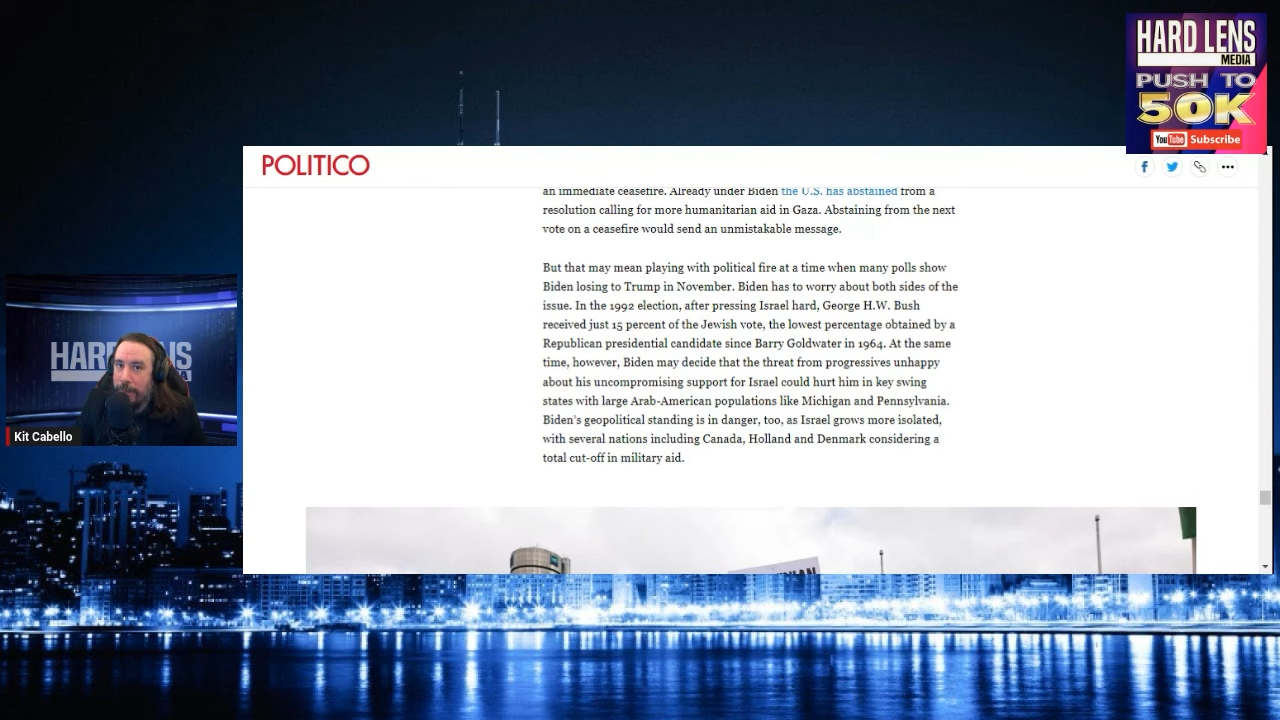 HARD LENS
MEDIA
PUSH TO
50K
YouTube Subscribe
POLITICO
an immediate ceasefire. Already under Biden the U.S. has abstained from a
resolution calling for more humanitarian aid in Gaza. Abstaining from the next
vote on a ceasefire would send an unmistakable message.
But that may mean playing with political fire at a time when many polls show
Biden losing to Trump in November. Biden has to worry about both sides of the
issue. In the 1992 election, after pressing Israel hard, George H.W. Bush
received just 15 percent of the Jewish vote, the lowest percentage obtained by a
Republican presidential candidate since Barry Goldwater in 1964. At the same
time, however, Biden may decide that the threat from progressives unhappy
about his uncompromising support for Israel could hurt him in key swing
states with large Arab-American populations like Michigan and Pennsylvania.
Biden's geopolitical standing is in danger, too, as Israel grows more isolated,
with several nations including Canada, Holland and Denmark considering a
total cut-off in military aid.
Kit Cabello